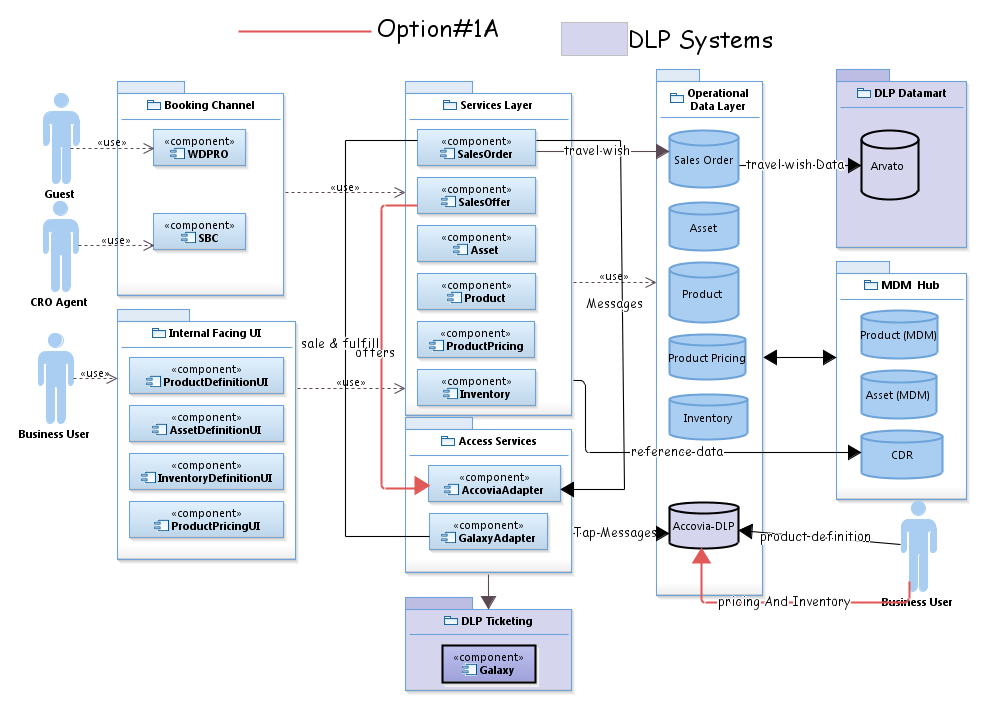 Option#1A
DLP Systems
Booking Channel
«component»
WDPRO
«component»
SBC
Guest
«use»
CRO Agent
«use»
«use»
Internal Facing UI
«component»
ProductDefinitionUI
«component»
AssetDefinitionUI
«component»
InventoryDefinitionUI
«component»
ProductPricingUI
Business User
«use»
«use»
sale & fulfill
offers
Services Layer
«component»
SalesOrder
«component»
SalesOffer
«component»
Asset
«component»
Product
«component»
ProductPricing
«component»
Inventory
Access Services
«component»
AccoviaAdapter
«component»
GalaxyAdapter
DLP Ticketing
«component»
Galaxy
travel-wish
«use»
Messages
reference-data
Tap-Messages
Operational
Data Layer
Sales Order
Asset
Product
Product Pricing
Inventory
Accovia-DLP
travel-wish-Data
DLP Datamart
Arvato
MDM Hub
Product (MDM)
Asset (MDM)
CDR
product-definition
pricing And Inventory
Business User